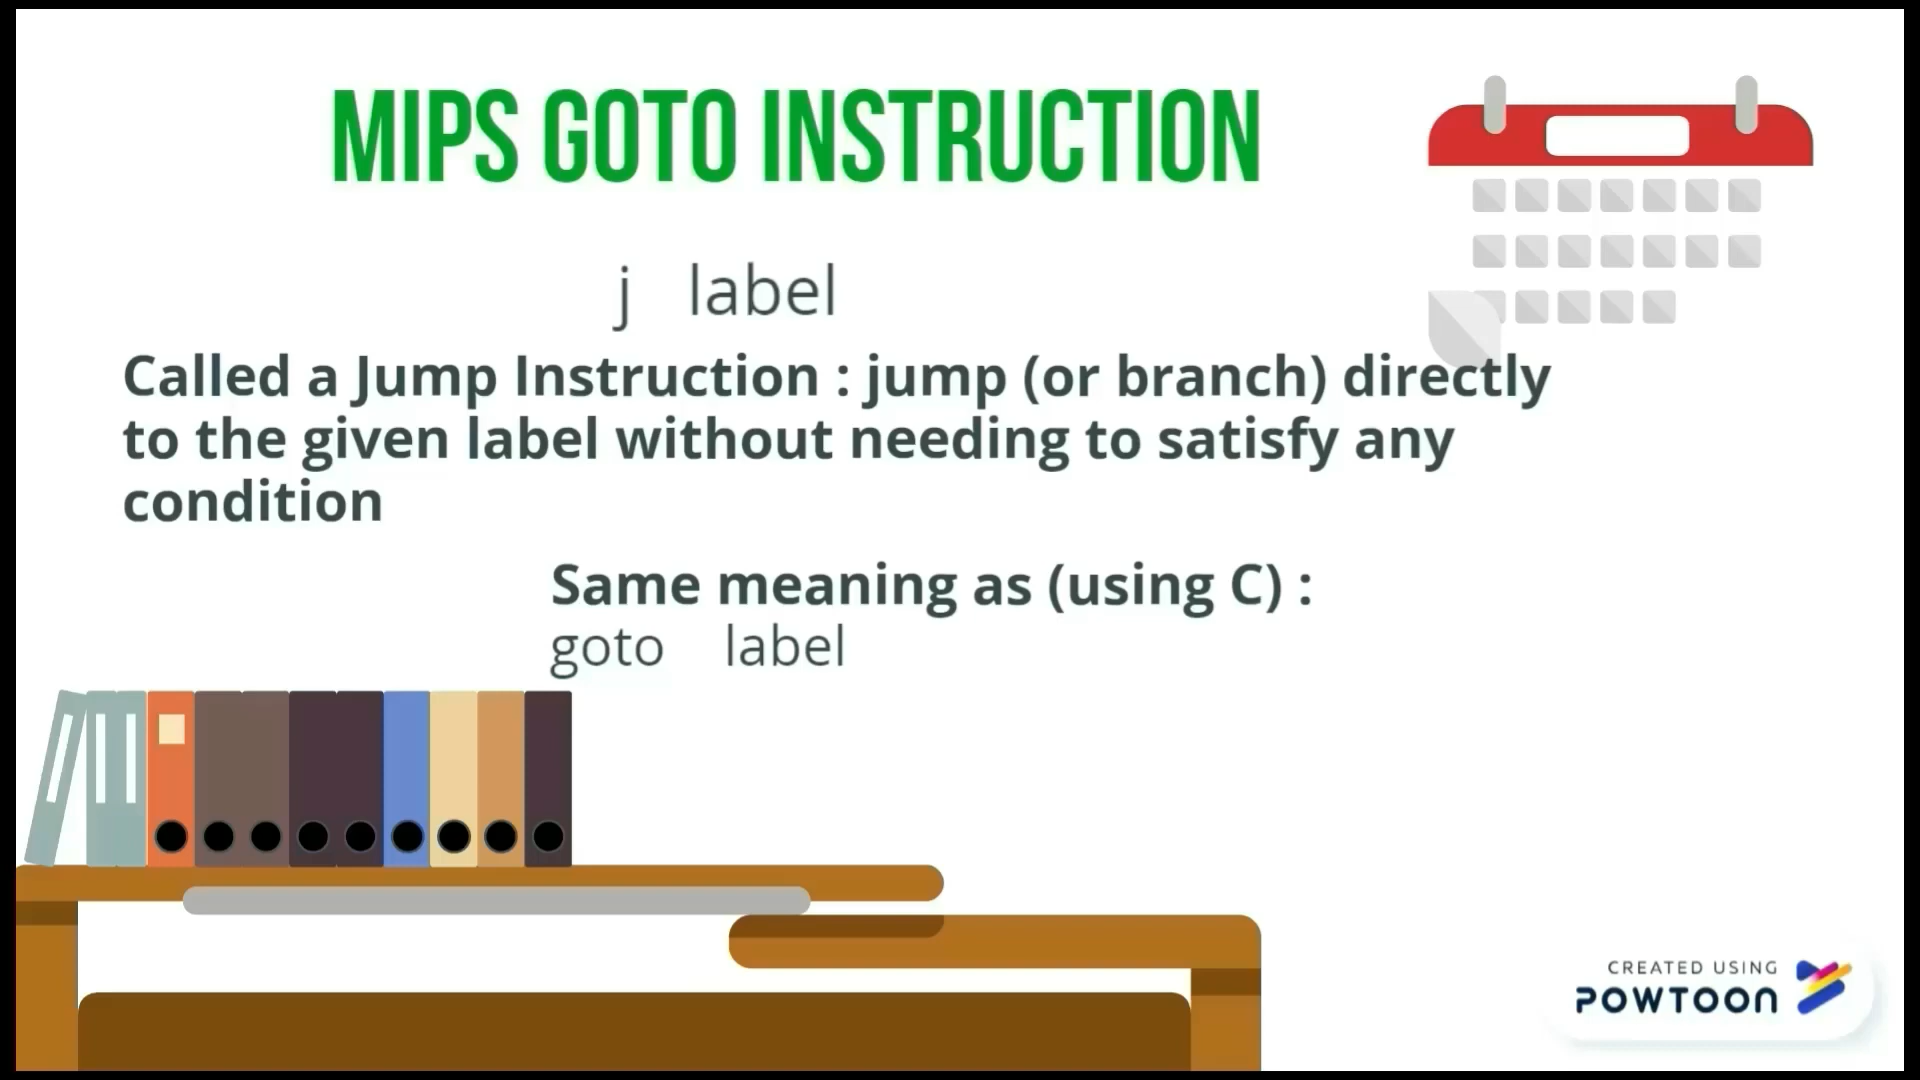 MIPS GOTO INSTRUCTION
j label
Called a Jump Instruction : jump (or branch) directly
to the given label without needing to satisfy any
condition
Same meaning as (using C) :
goto label
CREATED USING
POWTOON